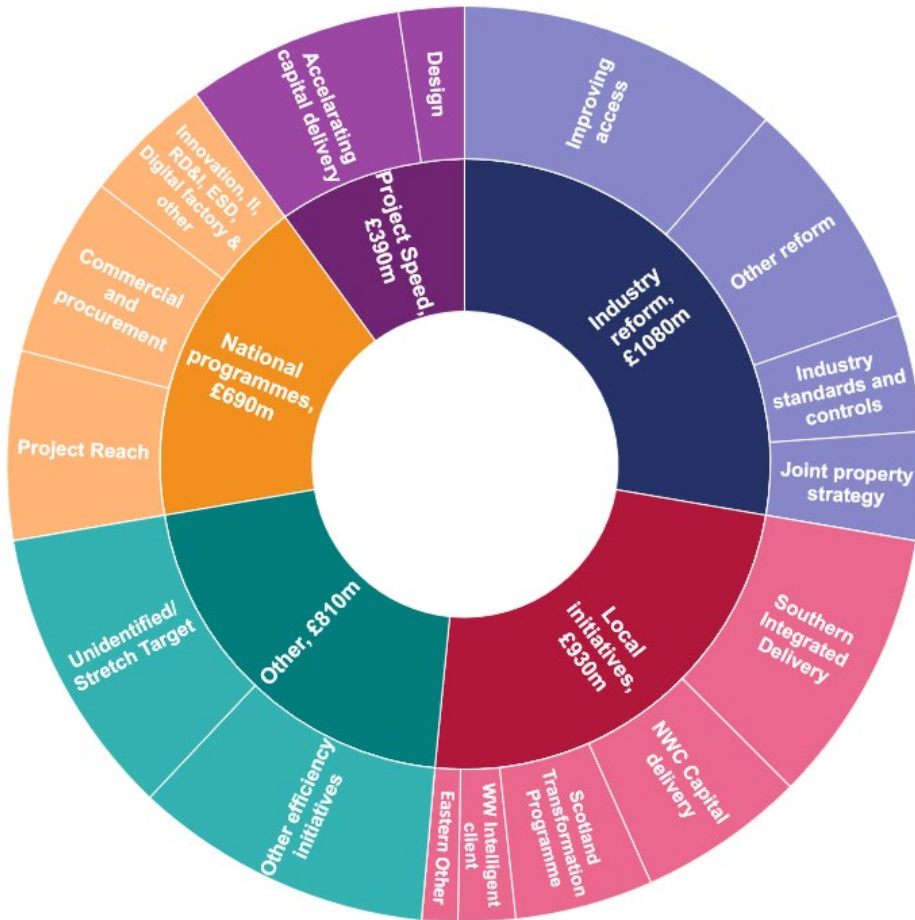 Improving
access
Other reform
Industry
standards and
controls
Joint property
strategy
Industry
reform,
£1080m
Southern
Integrated
Delivery
NWC Capital
delivery
Scotland
Transformation
Programme
WW Intelligent
client
Eastern Other
Local
initiatives,
£930m
Other efficiency
initiatives
Unidentified/
Stretch Target
Other, £810m
Project Reach
Commercial
and
procurement
Innovation, II,
RD&I, ESD,
Digital factory &
other
National
programmes,
£690m
Accelarating
capital delivery
Design
Project Speed,
£390m